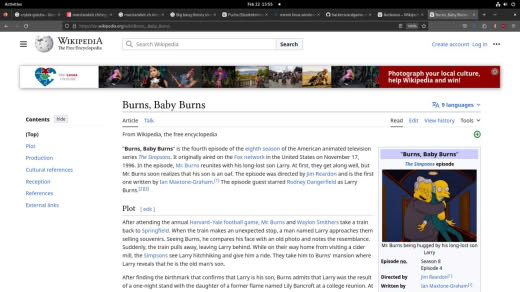 Activities
Feb 22 13:55
https://en.wikipedia.org/wiki/Burns,_Baby_Burns
WIKIPEDIA
The Free Encyclopedia
Search Wikipedia
Search
Create account Log in
Photograph your local culture,
help Wikipedia and win!
Contents hide
(Top)
Plot
Production
Cultural references
Reception
References
External links
Burns, Baby Burns
9 languages
Article Talk
Read Edit View history Tools
From Wikipedia, the free encyclopedia
"Burns, Baby Burns" is the fourth episode of the eighth season of the American animated television
series The Simpsons. It originally aired on the Fox network in the United States on November 17,
1996. In the episode, Mr. Burns reunites with his long-lost son Larry. At first, they get along well, but
Mr. Burns soon realizes that his son is an oaf. The episode was directed by Jim Reardon and is the first
one written by Ian Maxtone-Graham.[1] The episode guest starred Rodney Dangerfield as Larry
Burns.[2][3]
Plot [ edit ]
After attending the annual Harvard–Yale football game, Mr. Burns and Waylon Smithers take a train
back to Springfield. When the train makes an unexpected stop, a man named Larry approaches them
selling souvenirs. Seeing Burns, he compares his face with an old photo and notes the resemblance.
Suddenly, the train pulls away, leaving Larry behind. While on their way home from visiting a cider
mill, the Simpsons see Larry hitchhiking and give him a ride. They take him to Burns' mansion where
Larry reveals that he is the old man's son.
After finding the birthmark that confirms that Larry is his son, Burns admits that Larry was the result
of a one-night stand with the daughter of a former flame named Lily Bancroft at a college reunion. At
"Burns, Baby Burns"
The Simpsons episode
Mr. Burns being hugged by his long-lost son
Larry
Episode no. Season 8
Episode 4
Directed by Jim Reardon[1]
Written by Ian Maxtone-Graham[1]